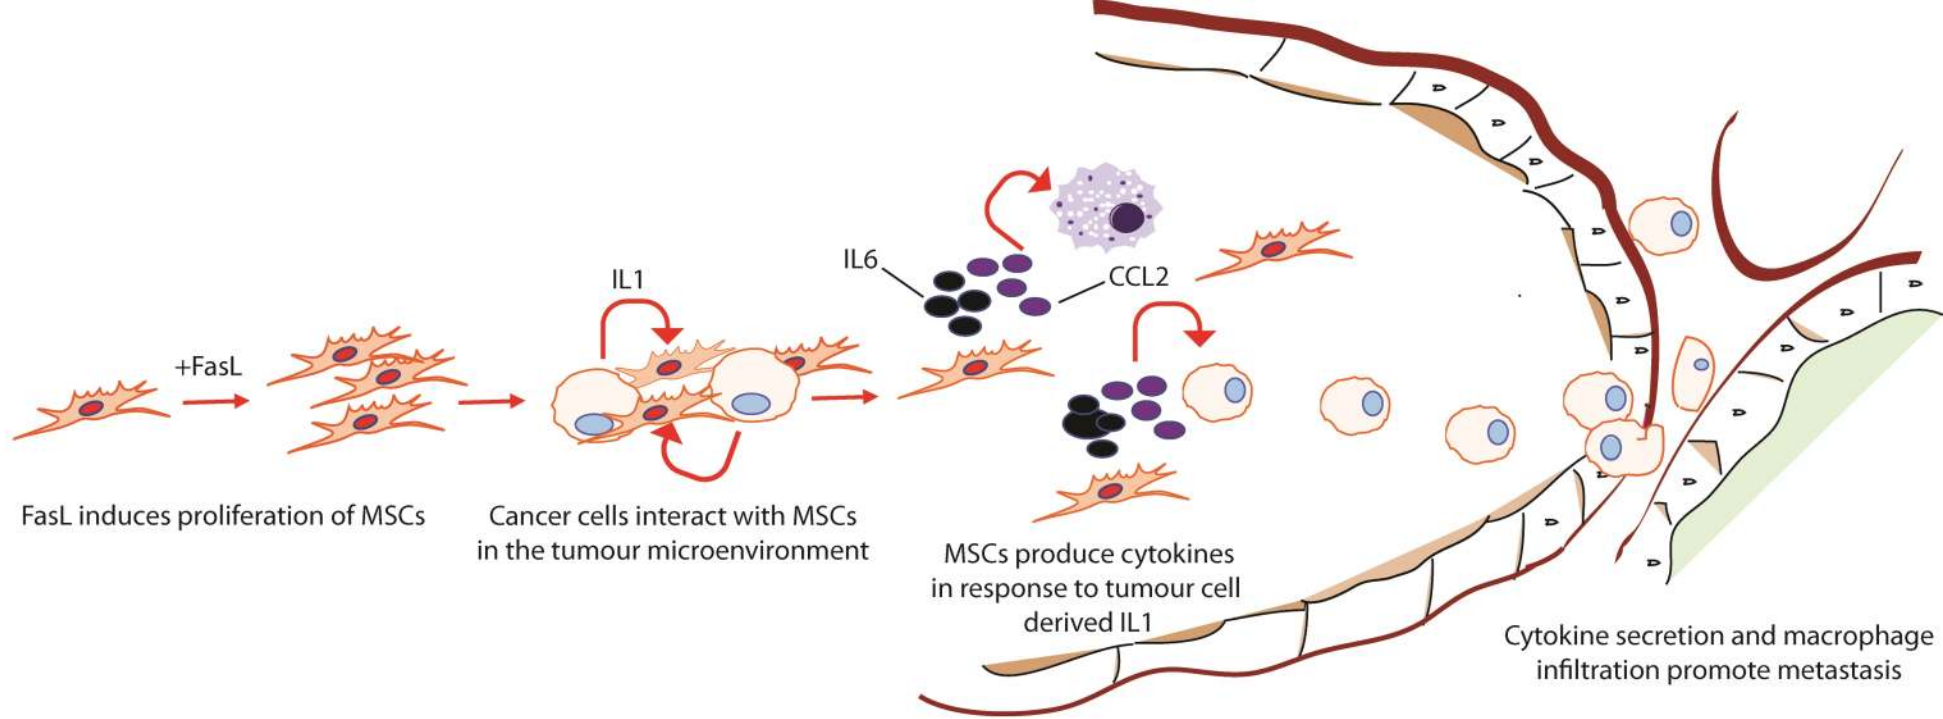 +FasL
FasL induces proliferation of MSCs
IL1
Cancer cells interact with MSCs
in the tumour microenvironment
IL6
CCL2
MSCs produce cytokines
in response to tumour cell
derived IL1
Cytokine secretion and macrophage
infiltration promote metastasis